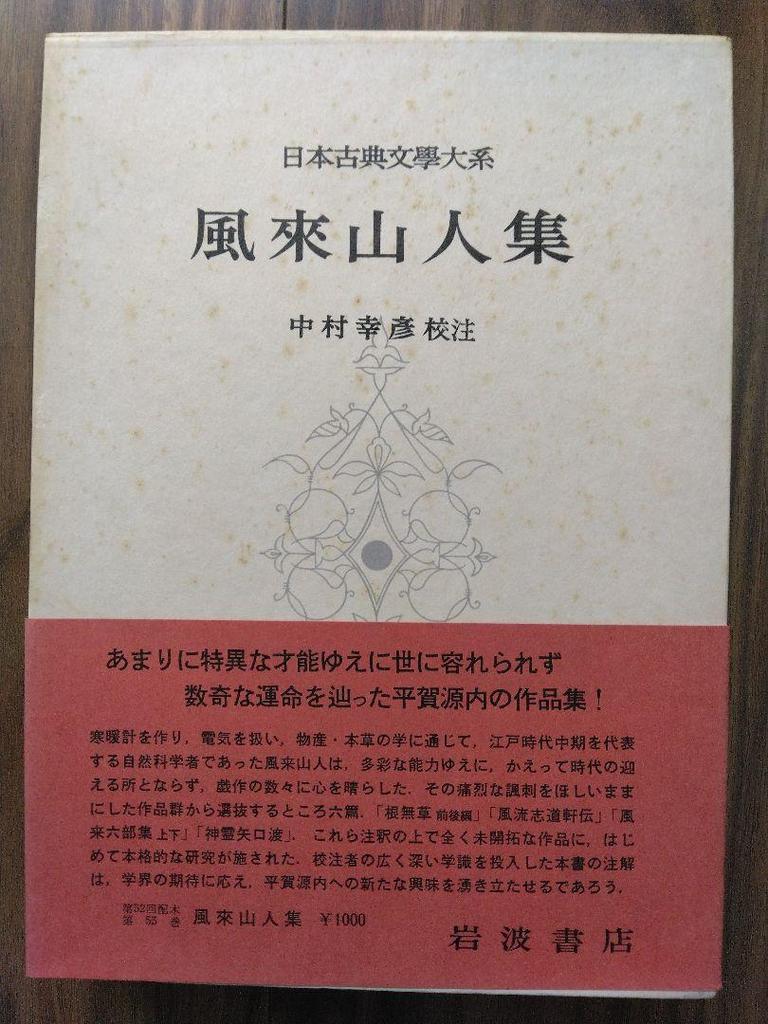 日本古典文學大系
風來山人集
中村幸彦校注
あまりに特異な才能ゆえに世に容れられず
数奇な運命を辿った平賀源内の作品集！
寒暖計を作り，電気を扱い，物産・本草の学に通じて，江戸時代中期を代表
する自然科学者であった風来山人は，多彩な能力ゆえに，かえって時代の迎
える所とならず，戯作の数々に心を晴らした．その痛烈な諷刺をほしいまま
にした作品群から選抜するところ六篇．「根無草 前後編」「風流志道軒伝」「風
来六部集 上下」「神霊矢口渡」．これら注釈の上で全く未開拓な作品に，はじ
めて本格的な研究が施された．校注者の広く深い学識を投入した本書の注解
は，学界の期待に応え，平賀源内への新たな興味を湧き立たせるであろう．
第52回配本
第 55 巻 風來山人集 ¥1000
岩波書店